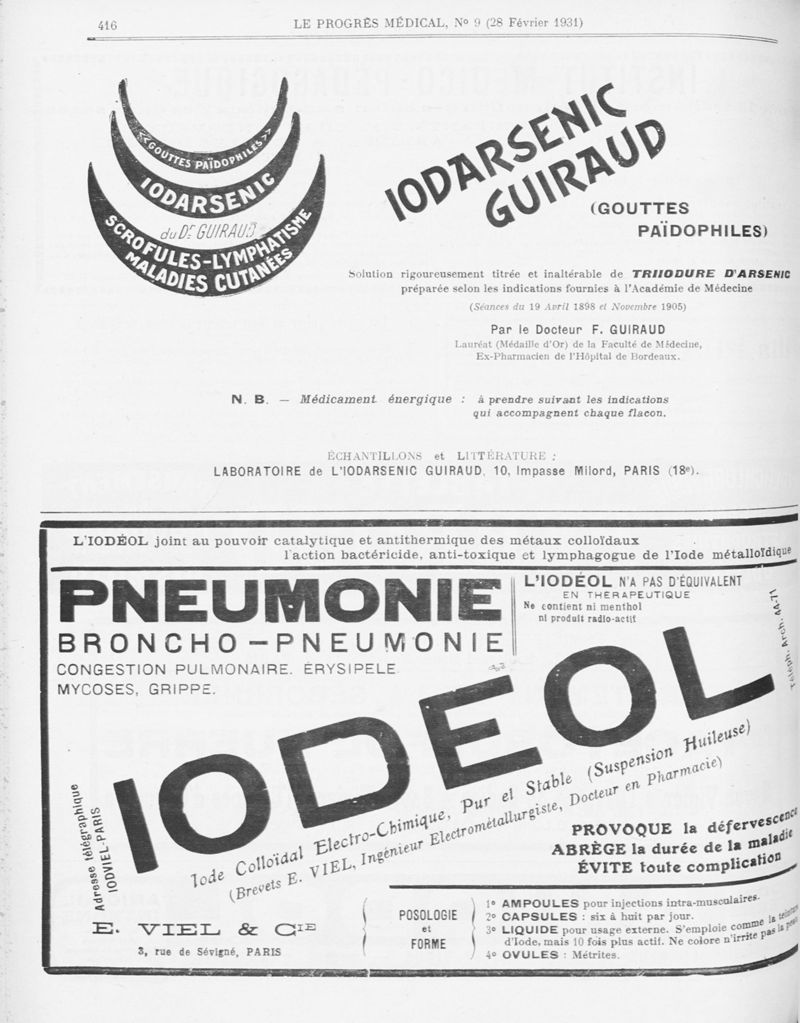 416
LE PROGRÈS MÉDICAL, No 9 (28 Février 1931)
<<GOUTTES PAÏDOPHILES>>
IODARSENIC
du Dr GUIRAUD
SCROFULES-LYMPHATISME
MALADIES CUTANÉES
IODARSENIC
GUIRAUD
(GOUTTES
PAÏDOPHILES)
Solution rigoureusement titrée et inaltérable de TRIIODURE D'ARSENIC
préparée selon les indications fournies à l'Académie de Médecine
(Séances du 19 Avril 1898 et Novembre 1905)
Par le Docteur F. GUIRAUD
Lauréat (Médaille d'Or) de la Faculté de Médecine,
Ex-Pharmacien de l'Hôpital de Bordeaux.
N. B. — Médicament énergique : à prendre suivant les indications
qui accompagnent chaque flacon.
ÉCHANTILLONS et LITTÉRATURE :
LABORATOIRE de L'IODARSENIC GUIRAUD, 10, Impasse Milord, PARIS (18e).
L'IODÉOL joint au pouvoir catalytique et antithermique des métaux colloïdaux
l'action bactéricide, anti-toxique et lymphagogue de l'Iode métalloïdique
PNEUMONIE
BRONCHO-PNEUMONIE
CONGESTION PULMONAIRE. ÉRYSIPELE
MYCOSES, GRIPPE.
L'IODÉOL N'A PAS D'ÉQUIVALENT
EN THERAPEUTIQUE
Ne contient ni menthol
ni produit radio-actif
Téléph. Arch. 44-71
IODEOL
Iode Colloïdal Electro-Chimique, Pur et Stable (Suspension Huileuse)
(Brevets E. VIEL, Ingénieur Electrométallurgiste, Docteur en Pharmacie)
Adresse télégraphique
IODVIEL-PARIS
PROVOQUE la défervescence
ABRÈGE la durée de la maladie
ÉVITE toute complication
E. VIEL & CIE
3, rue de Sévigné, PARIS
POSOLOGIE
et
FORME
1o AMPOULES pour injections intra-musculaires.
2o CAPSULES : six à huit par jour.
3o LIQUIDE pour usage externe. S'emploie comme la teinture
d'Iode, mais 10 fois plus actif. Ne colore n'irrite pas la peau
4o OVULES : Métrites.